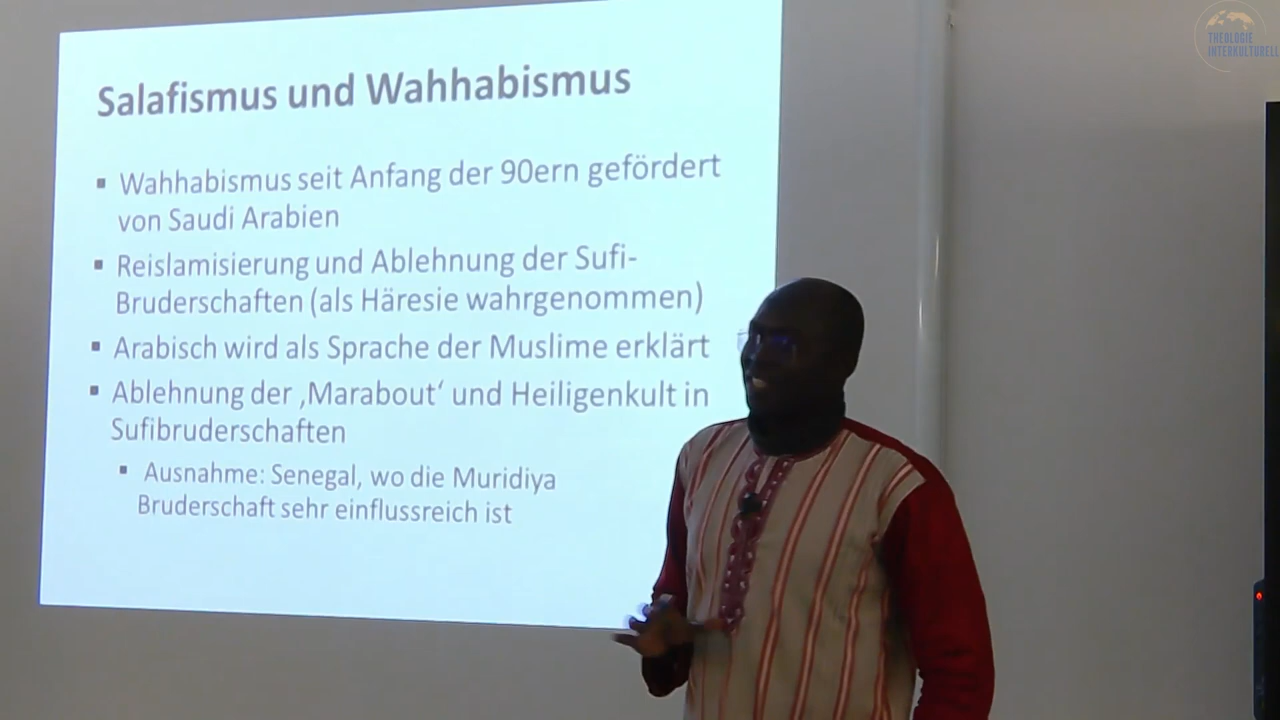 THEOLOGIE
INTERKULTURELL
Salafismus und Wahhabismus
▪ Wahhabismus seit Anfang der 90ern gefördert
von Saudi Arabien
▪ Reislamisierung und Ablehnung der Sufi-
Bruderschaften (als Häresie wahrgenommen)
▪ Arabisch wird als Sprache der Muslime erklärt
▪ Ablehnung der ‚Marabout‘ und Heiligenkult in
Sufibruderschaften
▪ Ausnahme: Senegal, wo die Muridiya
Bruderschaft sehr einflussreich ist